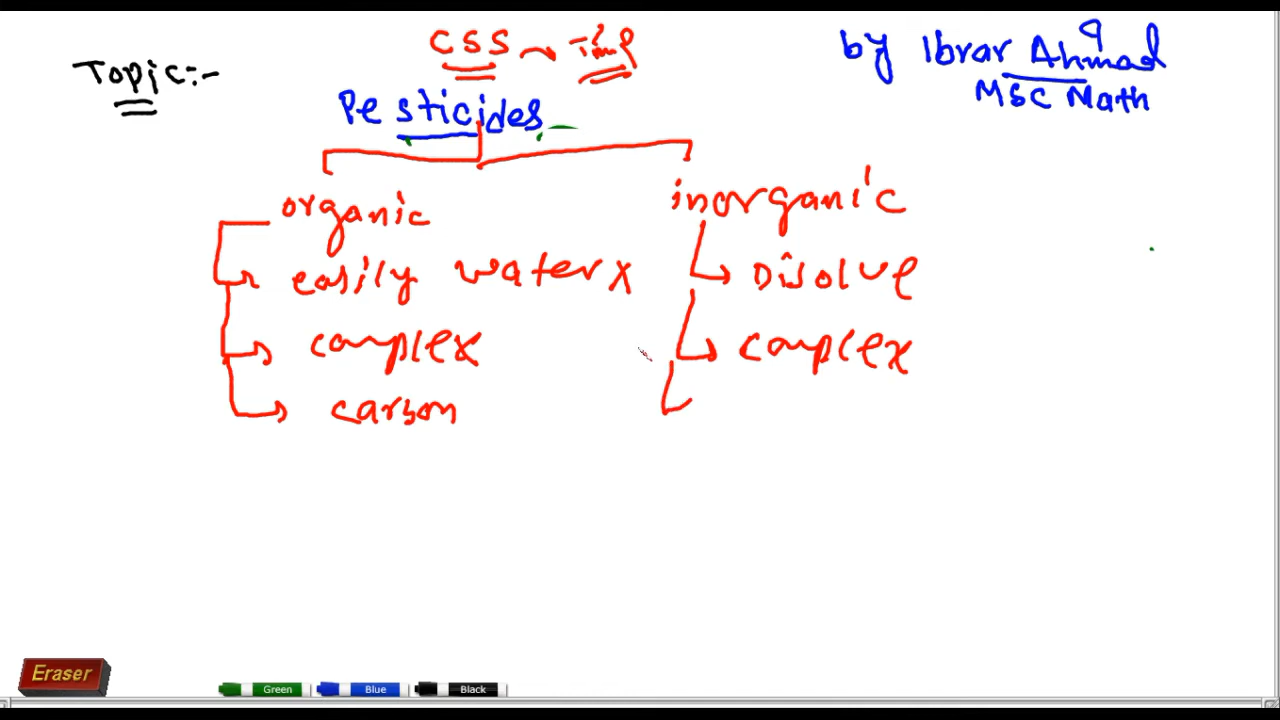 CSS → Imp
by Ibrar Ahmad
Topic:-
MSC Math
Pesticides
organic
inorganic
easily water x
Disolve
complex
complex
carbon
Eraser
Green Blue Black